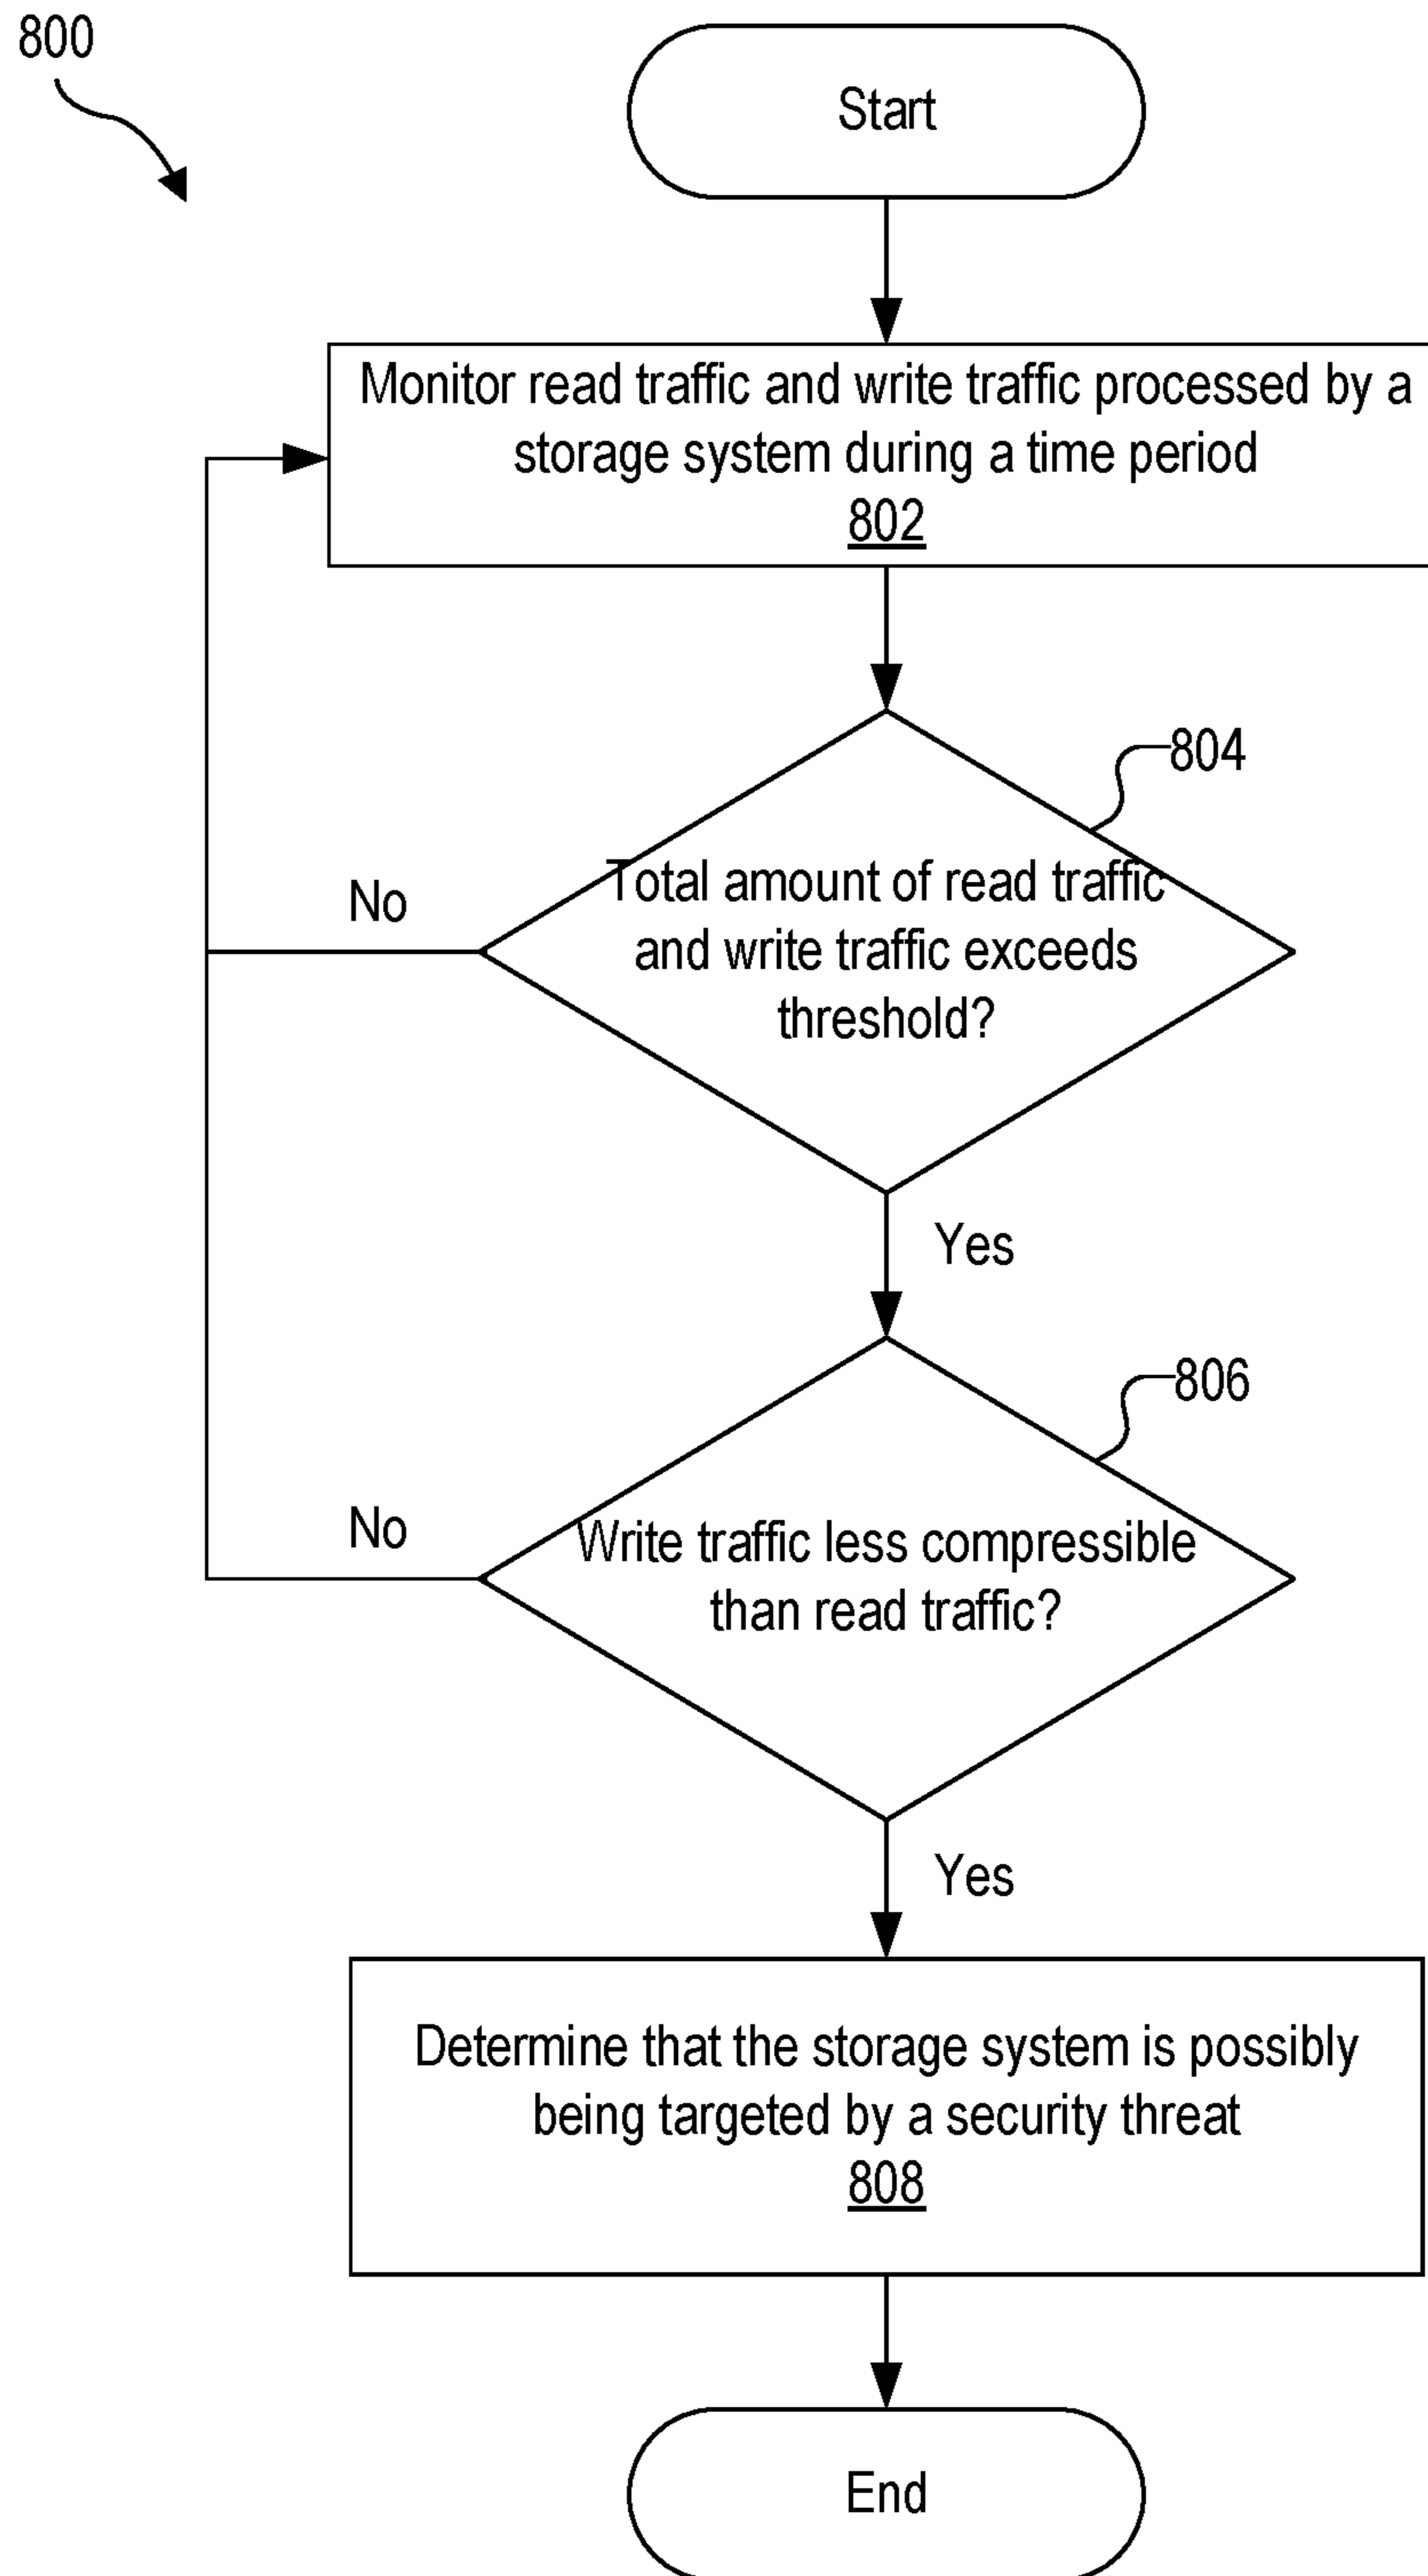 800
Start
Monitor read traffic and write traffic processed by a
storage system during a time period
802
804
Total amount of read traffic
and write traffic exceeds
threshold?
No
Yes
806
Write traffic less compressible
than read traffic?
No
Yes
Determine that the storage system is possibly
being targeted by a security threat
808
End